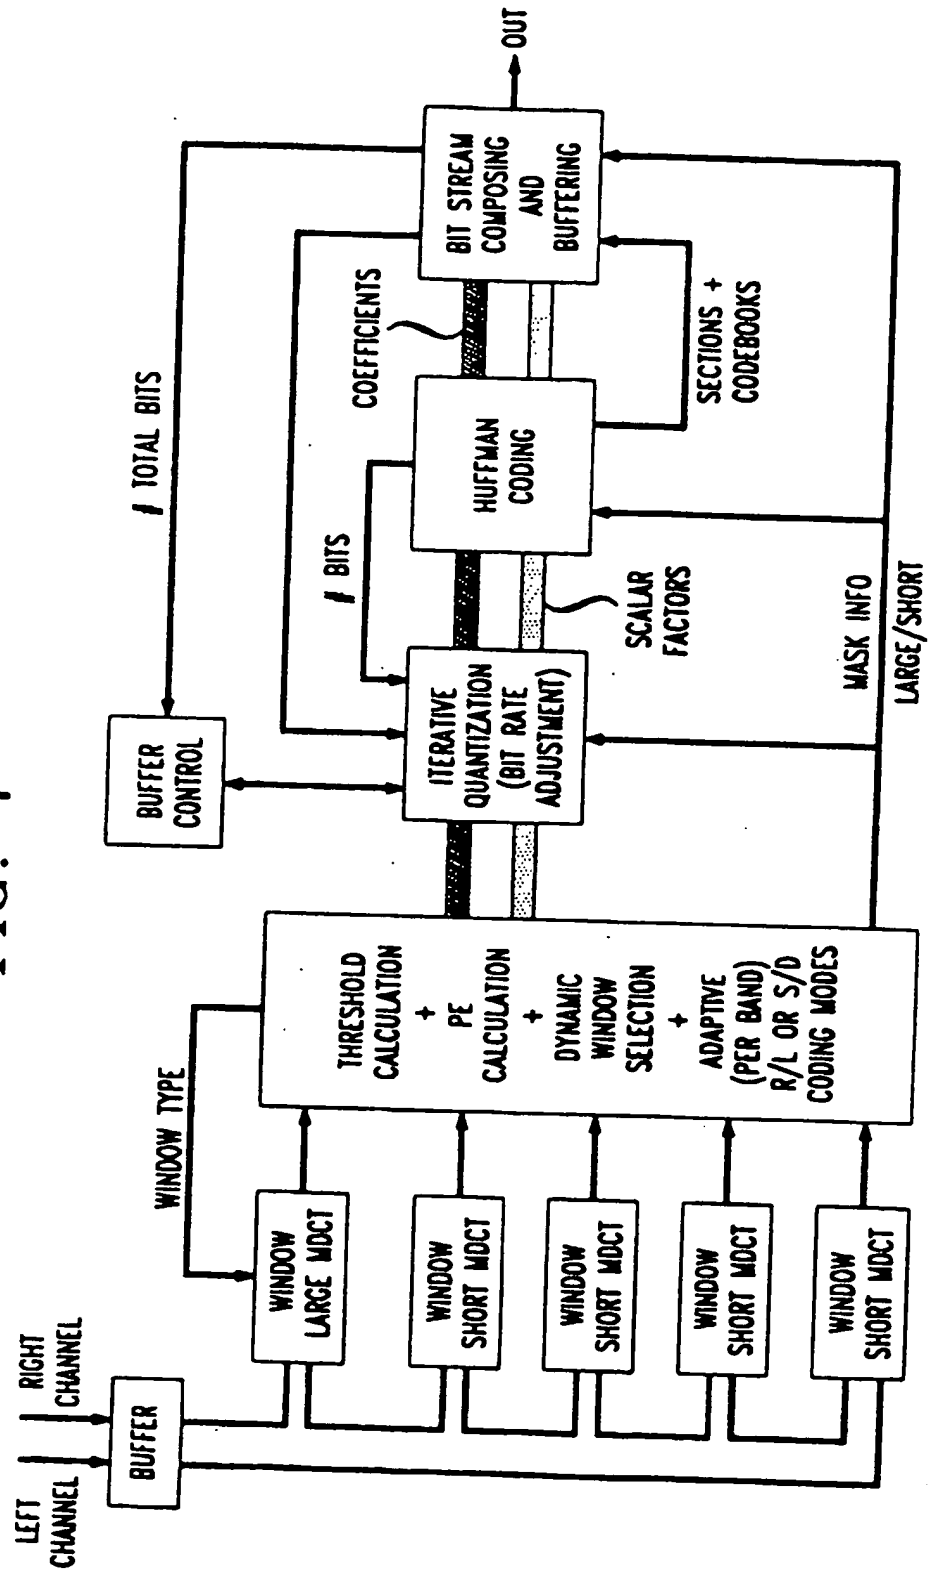 LEFT
CHANNEL
RIGHT
CHANNEL
BUFFER
WINDOW TYPE
WINDOW
LARGE MDCT
WINDOW
SHORT MDCT
WINDOW
SHORT MDCT
WINDOW
SHORT MDCT
WINDOW
SHORT MDCT
THRESHOLD
CALCULATION
+
PE
CALCULATION
+
DYNAMIC
WINDOW
SELECTION
+
ADAPTIVE
(PER BAND)
R/L OR S/D
CODING MODES
BUFFER
CONTROL
# TOTAL BITS
# BITS
ITERATIVE
QUANTIZATION
(BIT RATE
ADJUSTMENT)
SCALAR
FACTORS
HUFFMAN
CODING
COEFFICIENTS
SECTIONS +
CODEBOOKS
BIT STREAM
COMPOSING
AND
BUFFERING
OUT
MASK INFO
LARGE/SHORT